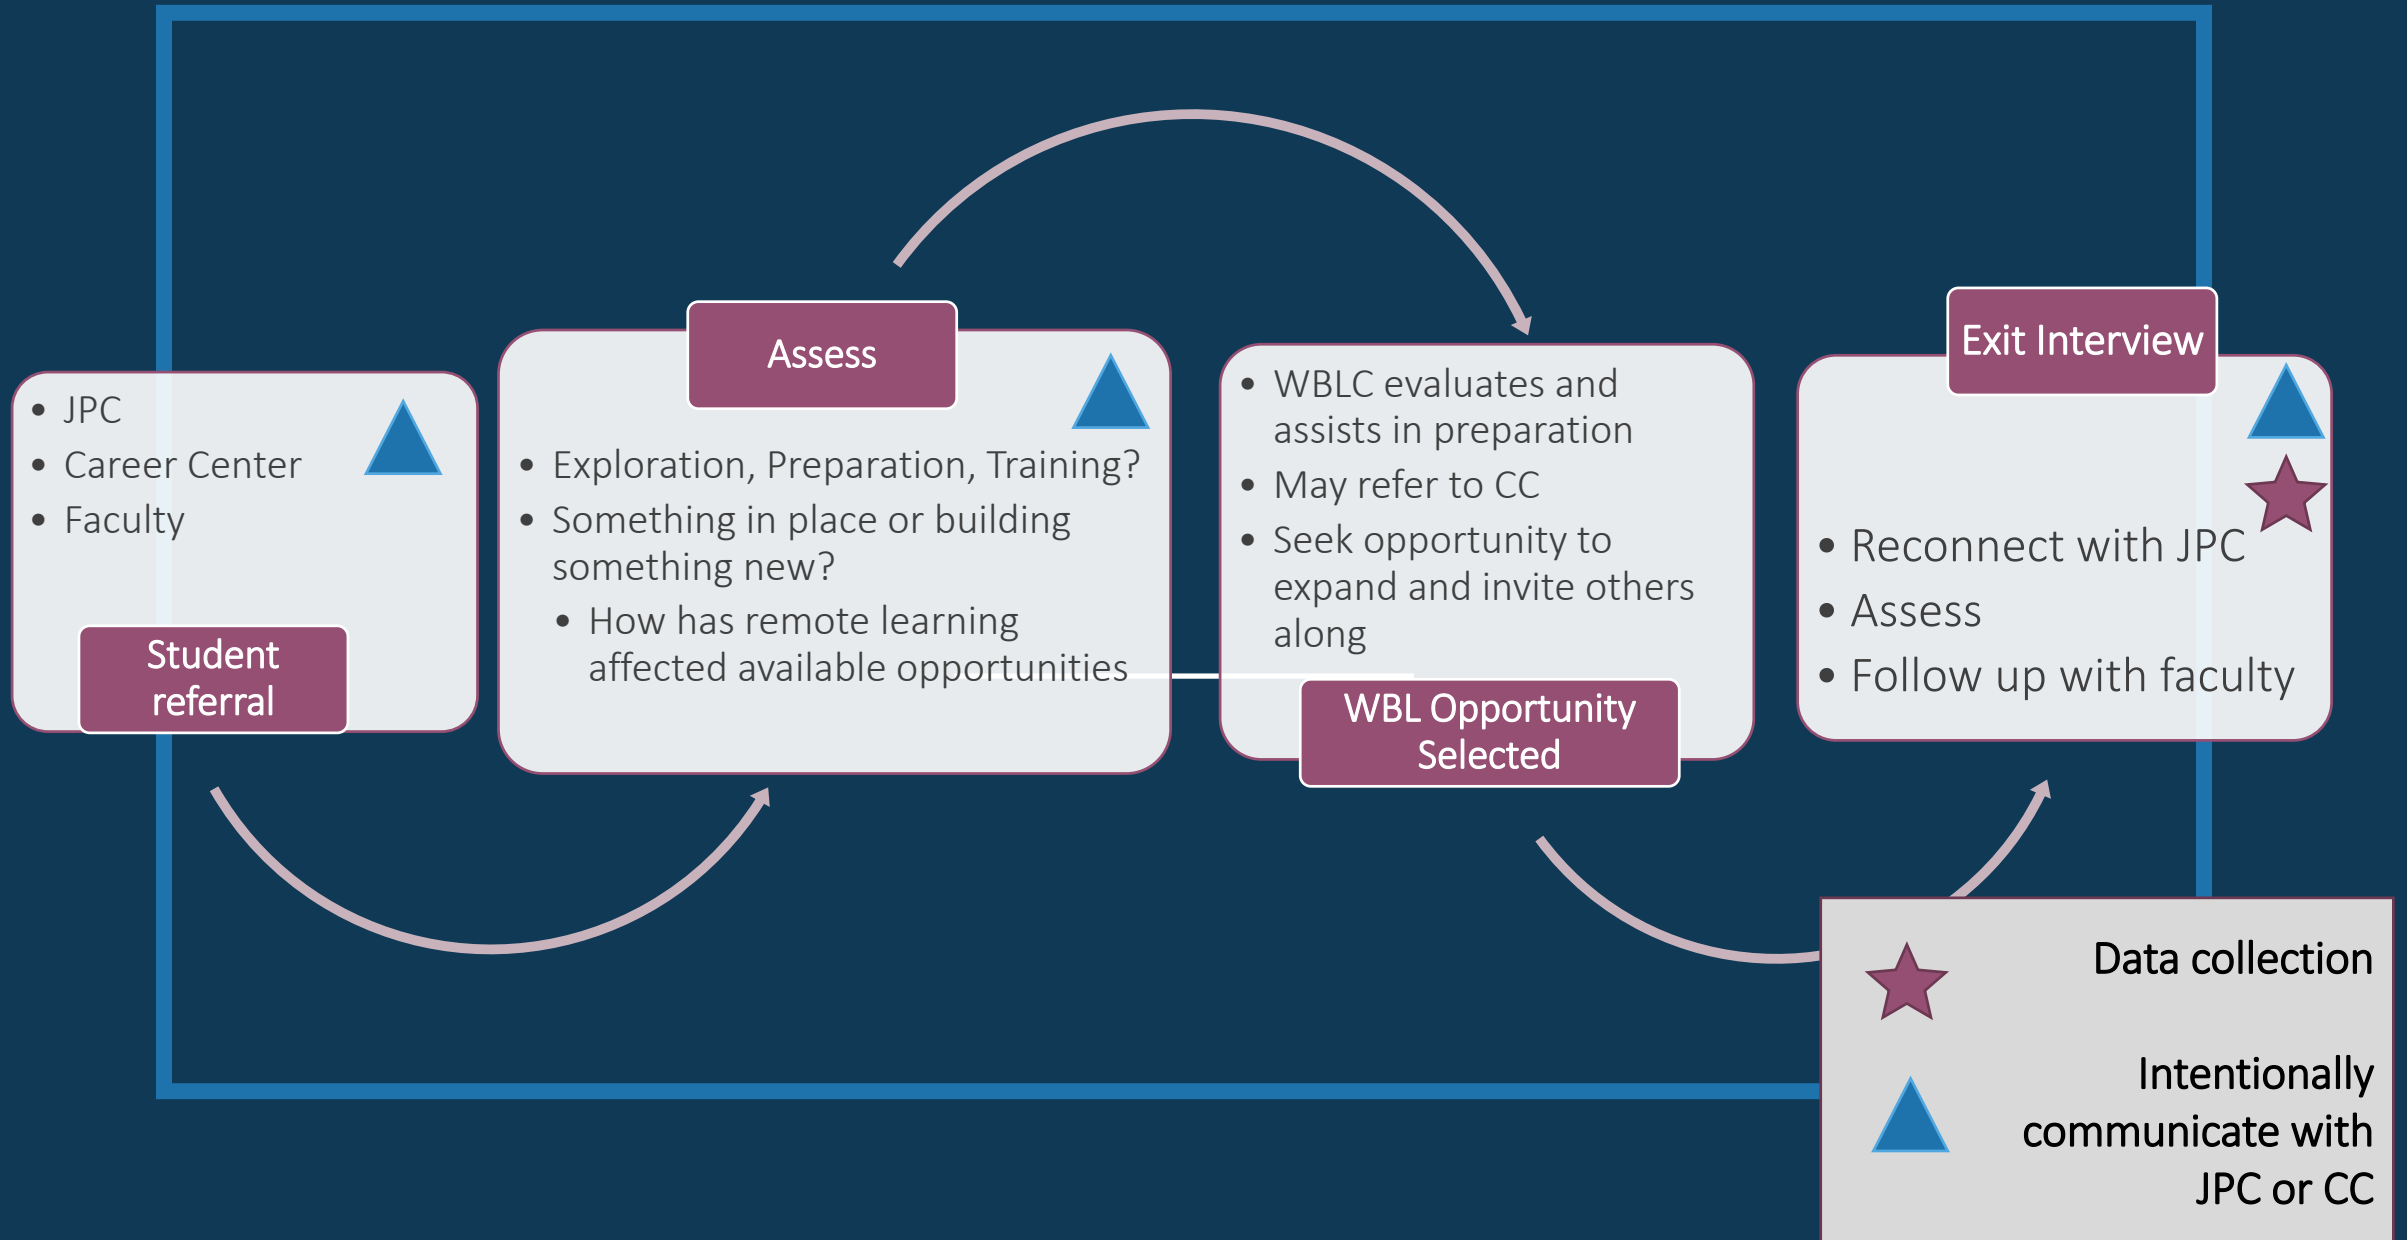 • JPC
• Career Center
• Faculty
Student
referral
Assess
• Exploration, Preparation, Training?
• Something in place or building
something new?
• How has remote learning
affected available opportunities
• WBLC evaluates and
assists in preparation
• May refer to CC
• Seek opportunity to
expand and invite others
along
WBL Opportunity
Selected
Exit Interview
• Reconnect with JPC
• Assess
• Follow up with faculty
Data collection
Intentionally
communicate with
JPC or CC